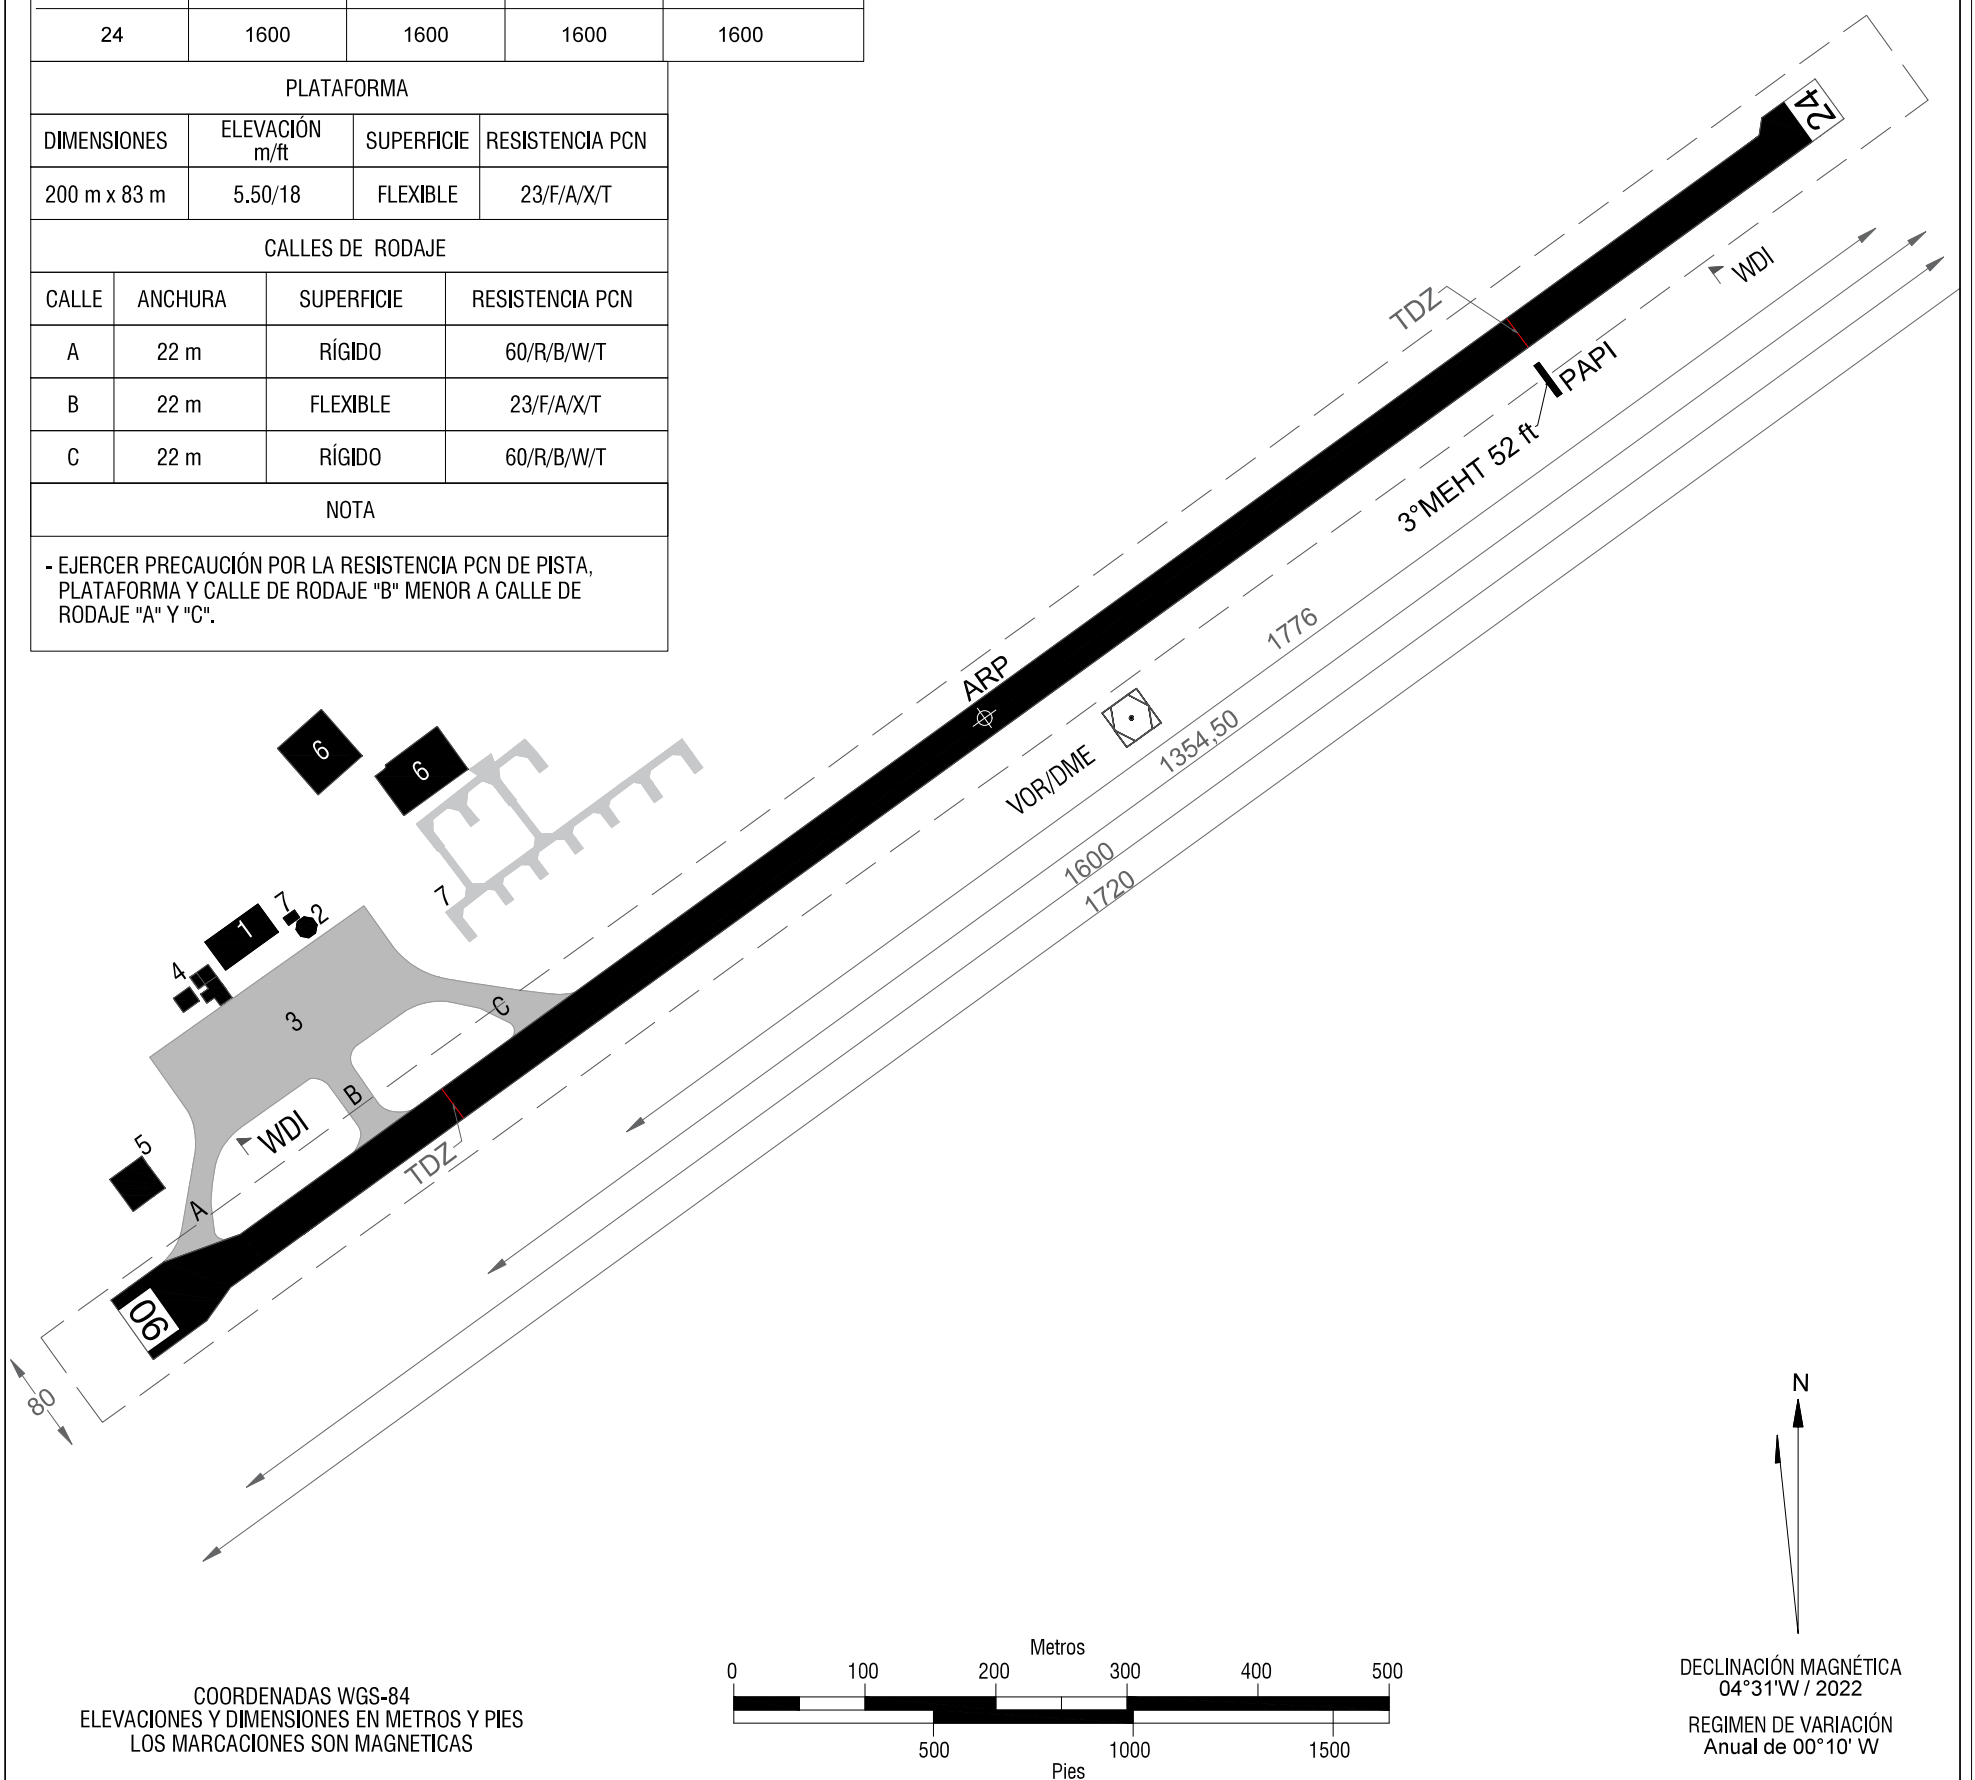 24 1600 1600 1600 1600
PLATAFORMA
DIMENSIONES ELEVACIÓN m/ft SUPERFICIE RESISTENCIA PCN
200 m x 83 m 5.50/18 FLEXIBLE 23/F/A/X/T
CALLES DE RODAJE
CALLE ANCHURA SUPERFICIE RESISTENCIA PCN
A 22 m RÍGIDO 60/R/B/W/T
B 22 m FLEXIBLE 23/F/A/X/T
C 22 m RÍGIDO 60/R/B/W/T
NOTA
- EJERCER PRECAUCIÓN POR LA RESISTENCIA PCN DE PISTA,
PLATAFORMA Y CALLE DE RODAJE "B" MENOR A CALLE DE
RODAJE "A" Y "C".
24
WDI
TDZ
PAPI
3°MEHT 52 ft
1776
ARP
1354,50
VOR/DME
1600
1720
6
6
7
7
2
1
4
3
C
B
WDI
5
TDZ
A
06
80
N
Metros
0 100 200 300 400 500
500 1000 1500
Pies
COORDENADAS WGS-84
ELEVACIONES Y DIMENSIONES EN METROS Y PIES
LOS MARCACIONES SON MAGNETICAS
DECLINACIÓN MAGNÉTICA
04°31'W / 2022
REGIMEN DE VARIACIÓN
Anual de 00°10' W